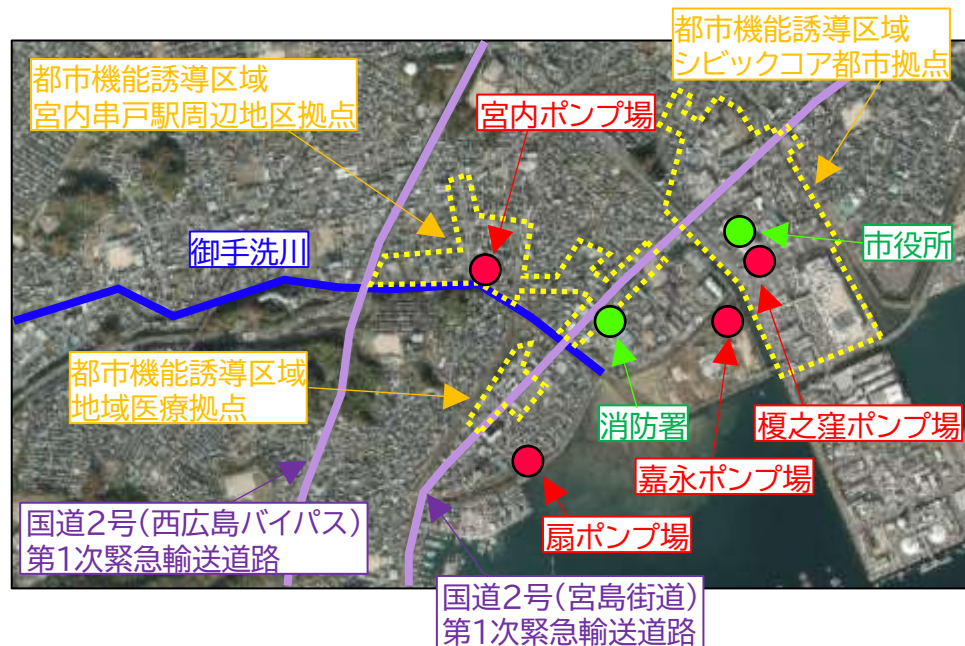 都市機能誘導区域
シビックコア都市拠点
都市機能誘導区域
宮内串戸駅周辺地区拠点
宮内ポンプ場
御手洗川
市役所
都市機能誘導区域
地域医療拠点
消防署
榎之窪ポンプ場
嘉永ポンプ場
扇ポンプ場
国道2号(西広島バイパス)
第1次緊急輸送道路
国道2号(宮島街道)
第1次緊急輸送道路